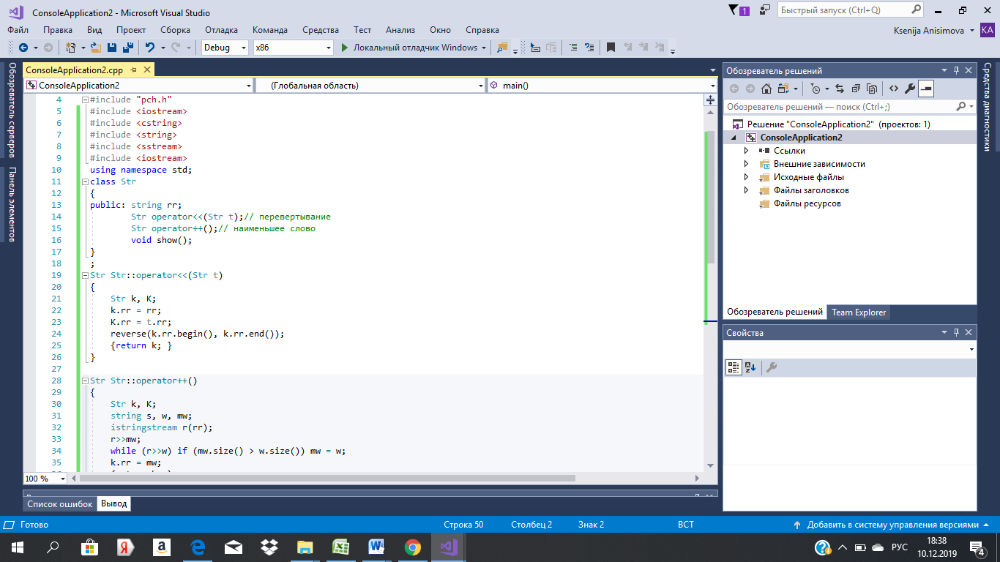 ConsoleApplication2 - Microsoft Visual Studio
1
Быстрый запуск (Ctrl+Q)
Файл Правка Вид Проект Сборка Отладка Команда Средства Тест Анализ Окно Справка
Ksenija Anisimova KA
Debug x86 Локальный отладчик Windows
Обозреватель серверов
Панель элементов
ConsoleApplication2.cpp
ConsoleApplication2 (Глобальная область) main()
4 #include "pch.h"
5 #include <iostream>
6 #include <cstring>
7 #include <string>
8 #include <sstream>
9 #include <iostream>
10 using namespace std;
11 class Str
12 {
13 public: string rr;
14 Str operator<<(Str t);// перевертывание
15 Str operator++();// наименьшее слово
16 void show();
17 }
18 ;
19 Str Str::operator<<(Str t)
20 {
21 Str k, K;
22 k.rr = rr;
23 K.rr = t.rr;
24 reverse(k.rr.begin(), k.rr.end());
25 {return k; }
26 }
27
28 Str Str::operator++()
29 {
30 Str k, K;
31 string s, w, mw;
32 istringstream r(rr);
33 r>>mw;
34 while (r>>w) if (mw.size() > w.size()) mw = w;
35 k.rr = mw;
100 %
Список ошибок Вывод
Обозреватель решений
Обозреватель решений — поиск (Ctrl+;)
Решение "ConsoleApplication2" (проектов: 1)
ConsoleApplication2
Ссылки
Внешние зависимости
Исходные файлы
Файлы заголовков
Файлы ресурсов
Обозреватель решений Team Explorer
Свойства
Средства диагностики
Готово Строка 50 Столбец 2 Знак 2 ВСТ Добавить в систему управления версиями
РУС
18:38
10.12.2019
4